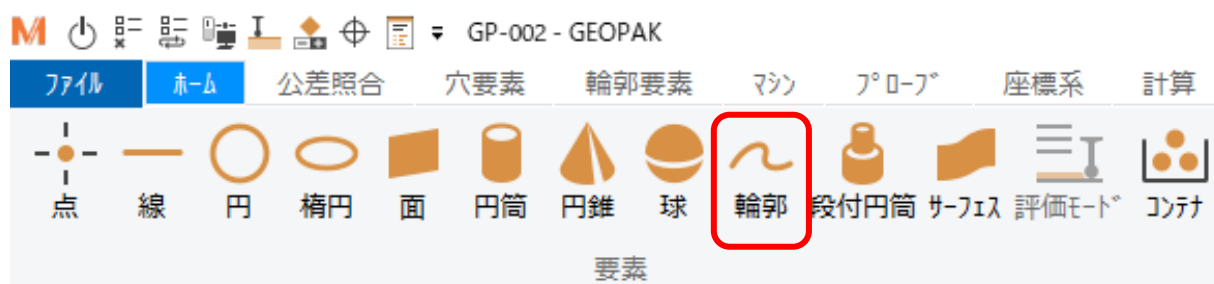 GP-002 - GEOPAK
ﾌｧｲﾙ ﾎｰﾑ 公差照合 穴要素 輪郭要素 ﾏｼﾝ ﾌﾟﾛｰﾌﾞ 座標系 計算
点 線 円 楕円 面 円筒 円錐 球 輪郭 段付円筒 ｻｰﾌｪｽ 評価ﾓｰﾄﾞ ｺﾝﾃﾅ
要素